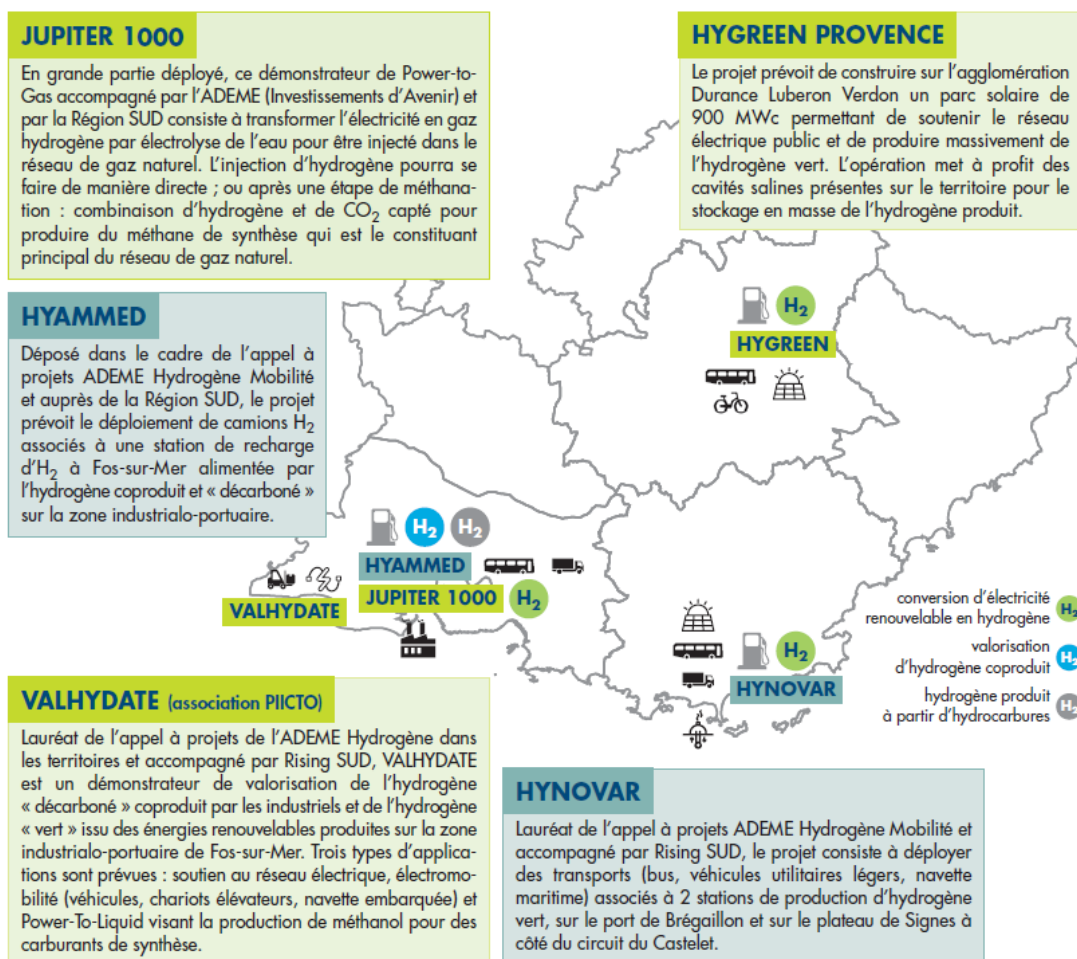 JUPITER 1000
En grande partie déployé, ce démonstrateur de Power-to-
Gas accompagné par l'ADEME (Investissements d'Avenir) et
par la Région SUD consiste à transformer l'électricité en gaz
hydrogène par électrolyse de l'eau pour être injecté dans le
réseau de gaz naturel. L'injection d'hydrogène pourra se
faire de manière directe ; ou après une étape de méthana-
tion : combinaison d'hydrogène et de CO₂ capté pour
produire du méthane de synthèse qui est le constituant
principal du réseau de gaz naturel.
HYGREEN PROVENCE
Le projet prévoit de construire sur l'agglomération
Durance Luberon Verdon un parc solaire de
900 MWc permettant de soutenir le réseau
électrique public et de produire massivement de
l'hydrogène vert. L'opération met à profit des
cavités salines présentes sur le territoire pour le
stockage en masse de l'hydrogène produit.
HYAMMED
Déposé dans le cadre de l'appel à
projets ADEME Hydrogène Mobilité
et auprès de la Région SUD, le projet
prévoit le déploiement de camions H₂
associés à une station de recharge
d'H₂ à Fos-sur-Mer alimentée par
l'hydrogène coproduit et « décarboné »
sur la zone industrialo-portuaire.
H₂
HYGREEN
H₂ H₂
HYAMMED
JUPITER 1000 H₂
VALHYDATE
H₂
HYNOVAR
conversion d'électricité
renouvelable en hydrogène H₂
valorisation
d'hydrogène coproduit H₂
hydrogène produit
à partir d'hydrocarbures H₂
VALHYDATE (association PIICTO)
Lauréat de l'appel à projets de l'ADEME Hydrogène dans
les territoires et accompagné par Rising SUD, VALHYDATE
est un démonstrateur de valorisation de l'hydrogène
« décarboné » coproduit par les industriels et de l'hydrogène
« vert » issu des énergies renouvelables produites sur la zone
industrialo-portuaire de Fos-sur-Mer. Trois types d'applica-
tions sont prévues : soutien au réseau électrique, électromo-
bilité (véhicules, chariots élévateurs, navette embarquée) et
Power-To-Liquid visant la production de méthanol pour des
carburants de synthèse.
HYNOVAR
Lauréat de l'appel à projets ADEME Hydrogène Mobilité et
accompagné par Rising SUD, le projet consiste à déployer
des transports (bus, véhicules utilitaires légers, navette
maritime) associés à 2 stations de production d'hydrogène
vert, sur le port de Brégaillon et sur le plateau de Signes à
côté du circuit du Castelet.